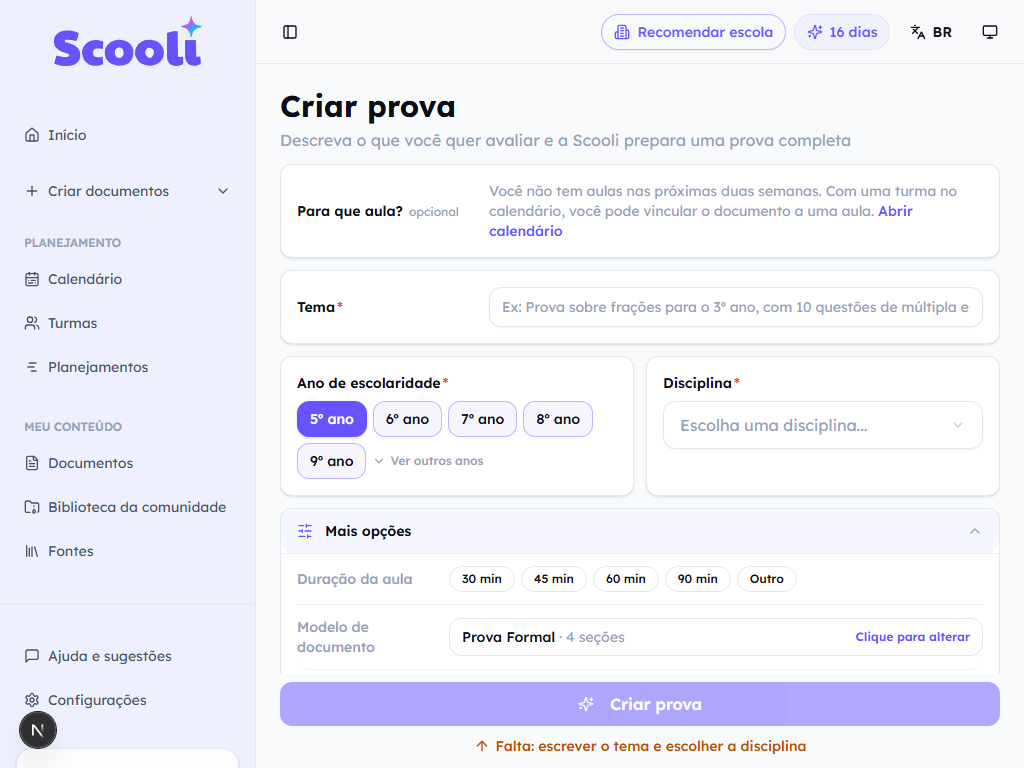 Scooli
Recomendar escola
16 dias
BR
Início
Criar documentos
PLANEJAMENTO
Calendário
Turmas
Planejamentos
MEU CONTEÚDO
Documentos
Biblioteca da comunidade
Fontes
Ajuda e sugestões
Configurações
N
Criar prova
Descreva o que você quer avaliar e a Scooli prepara uma prova completa
Para que aula? opcional
Você não tem aulas nas próximas duas semanas. Com uma turma no
calendário, você pode vincular o documento a uma aula. Abrir
calendário
Tema*
Ex: Prova sobre frações para o 3º ano, com 10 questões de múltipla e
Ano de escolaridade*
5º ano
6º ano
7º ano
8º ano
9º ano
Ver outros anos
Disciplina*
Escolha uma disciplina...
Mais opções
Duração da aula
30 min
45 min
60 min
90 min
Outro
Modelo de
documento
Prova Formal · 4 seções
Clique para alterar
Criar prova
Falta: escrever o tema e escolher a disciplina